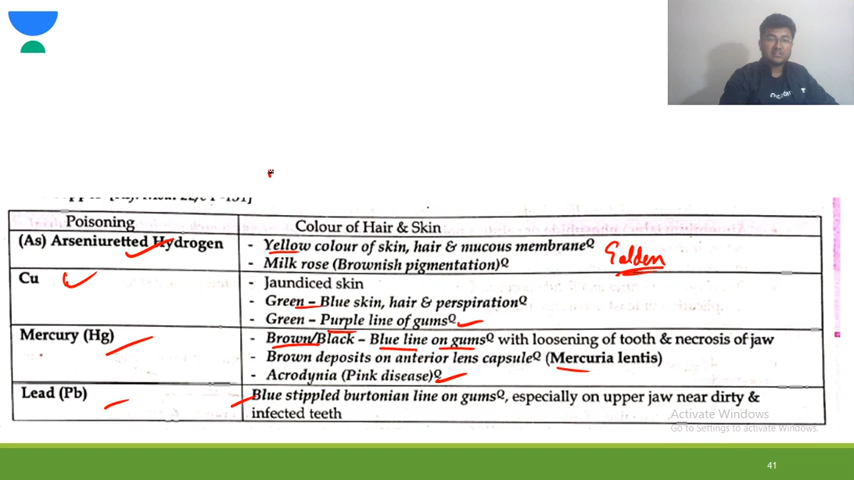 Poisoning
Colour of Hair & Skin
(As) Arseniuretted Hydrogen
- Yellow colour of skin, hair & mucous membraneQ
Galden
- Milk rose (Brownish pigmentation)Q
Cu
- Jaundiced skin
- Green – Blue skin, hair & perspirationQ
- Green – Purple line of gumsQ
Mercury (Hg)
- Brown/Black – Blue line on gumsQ with loosening of tooth & necrosis of jaw
- Brown deposits on anterior lens capsuleQ (Mercuria lentis)
- Acrodynia (Pink disease)Q
Lead (Pb)
Blue stippled burtonian line on gumsQ, especially on upper jaw near dirty &
infected teeth
Activate Windows
Go to Settings to activate Windows.
41